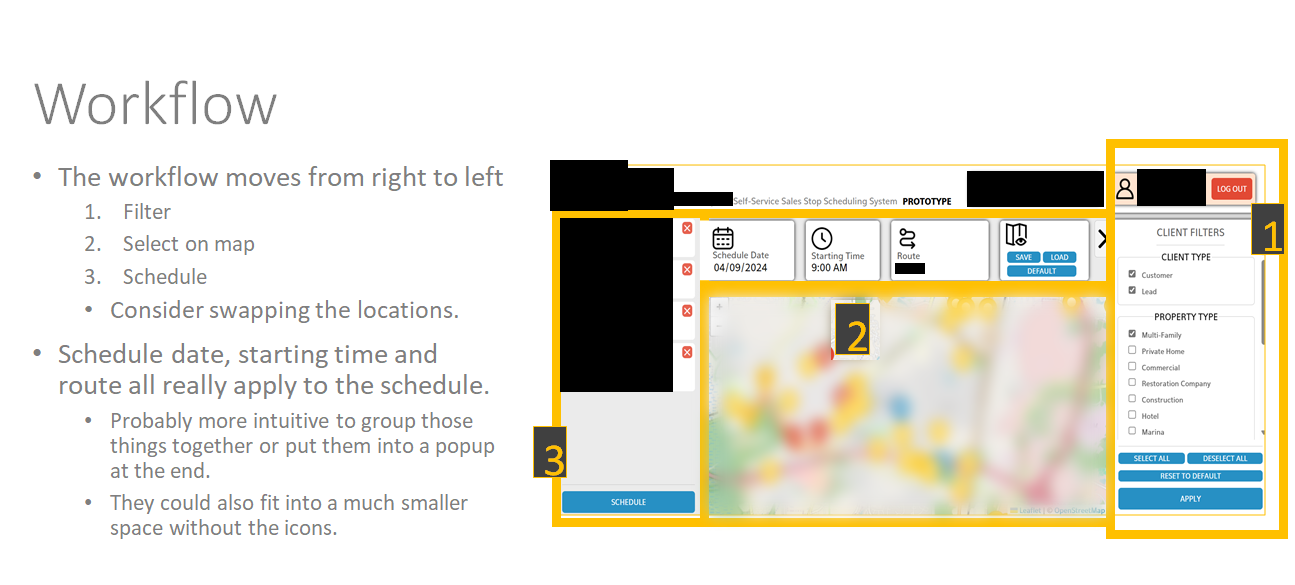 Workflow
• The workflow moves from right to left
1. Filter
2. Select on map
3. Schedule
• Consider swapping the locations.
• Schedule date, starting time and
route all really apply to the schedule.
• Probably more intuitive to group those
things together or put them into a popup
at the end.
• They could also fit into a much smaller
space without the icons.
Self-Service Sales Stop Scheduling System PROTOTYPE
LOG OUT
1
Schedule Date
04/09/2024
Starting Time
9:00 AM
Route
SAVE LOAD
DEFAULT
2
3
SCHEDULE
Leaflet | © OpenStreetMap
CLIENT FILTERS
CLIENT TYPE
Customer
Lead
PROPERTY TYPE
Multi-Family
Private Home
Commercial
Restoration Company
Construction
Hotel
Marina
SELECT ALL DESELECT ALL
RESET TO DEFAULT
APPLY